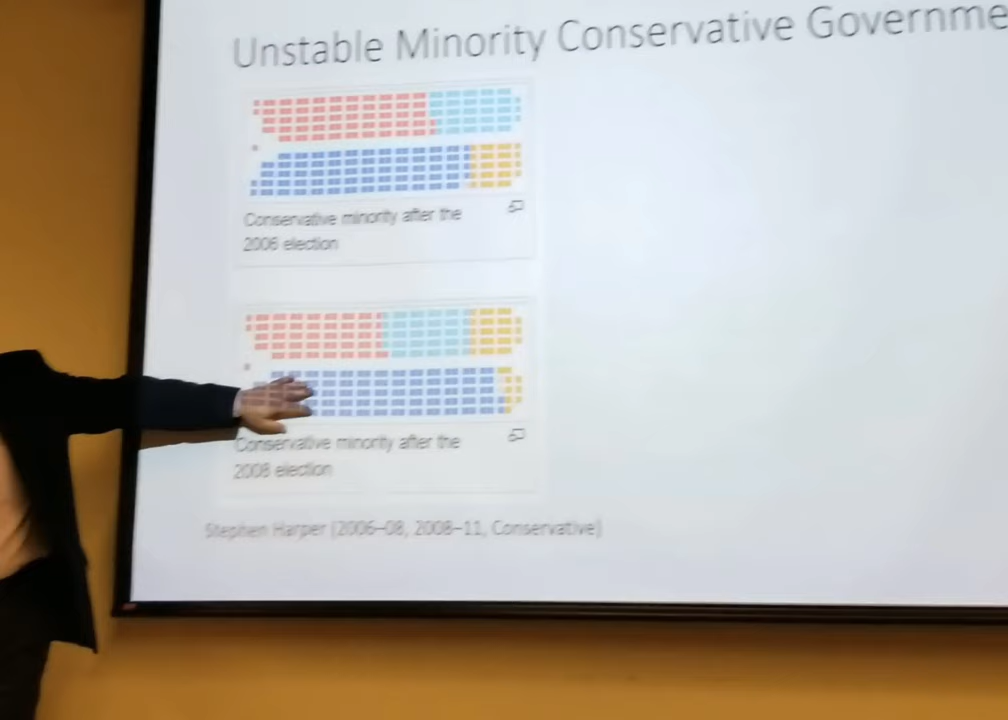 Unstable Minority Conservative Governme
Conservative minority after the
2006 election
Conservative minority after the
2008 election
Stephen Harper (2006–08, 2008–11, Conservative)